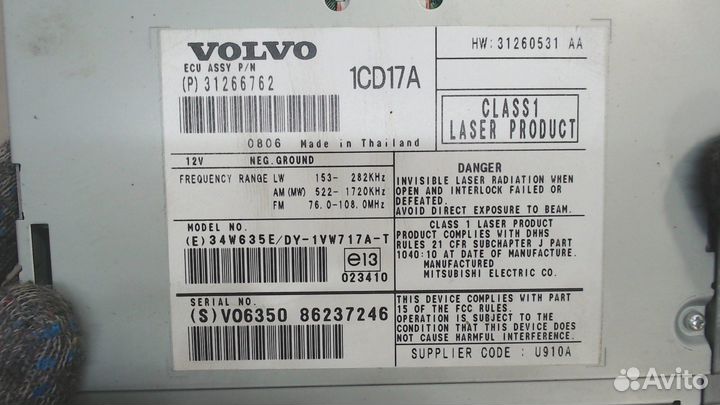 VOLVO
ECU ASSY P/N
(P) 31266762
1CD17A
HW: 31260531 AA
CLASS1
LASER PRODUCT
0806 Made in Thailand
12V NEG. GROUND
FREQUENCY RANGE LW 153- 282KHz
AM (MW) 522- 1720KHz
FM 76.0-108.0MHz
DANGER
INVISIBLE LASER RADIATION WHEN
OPEN AND INTERLOCK FAILED OR
DEFEATED.
AVOID DIRECT EXPOSURE TO BEAM.
MODEL NO.
(E) 34W635E/DY-1VW717A-T
e13
023410
CLASS 1 LASER PRODUCT
PRODUCT COMPLIES WITH DHHS
RULES 21 CFR SUBCHAPTER J PART
1040:10 AT DATE OF MANUFACTURE.
MANUFACTURED
MITSUBISHI ELECTRIC CO.
SERIAL NO.
(S) V06350 86237246
THIS DEVICE COMPLIES WITH PART
15 OF THE FCC RULES.
OPERATION IS SUBJECT TO THE
CONDITION THAT THIS DEVICE DOES
NOT CAUSE HARMFUL INTERFERENCE.
SUPPLIER CODE : U910A
Avito